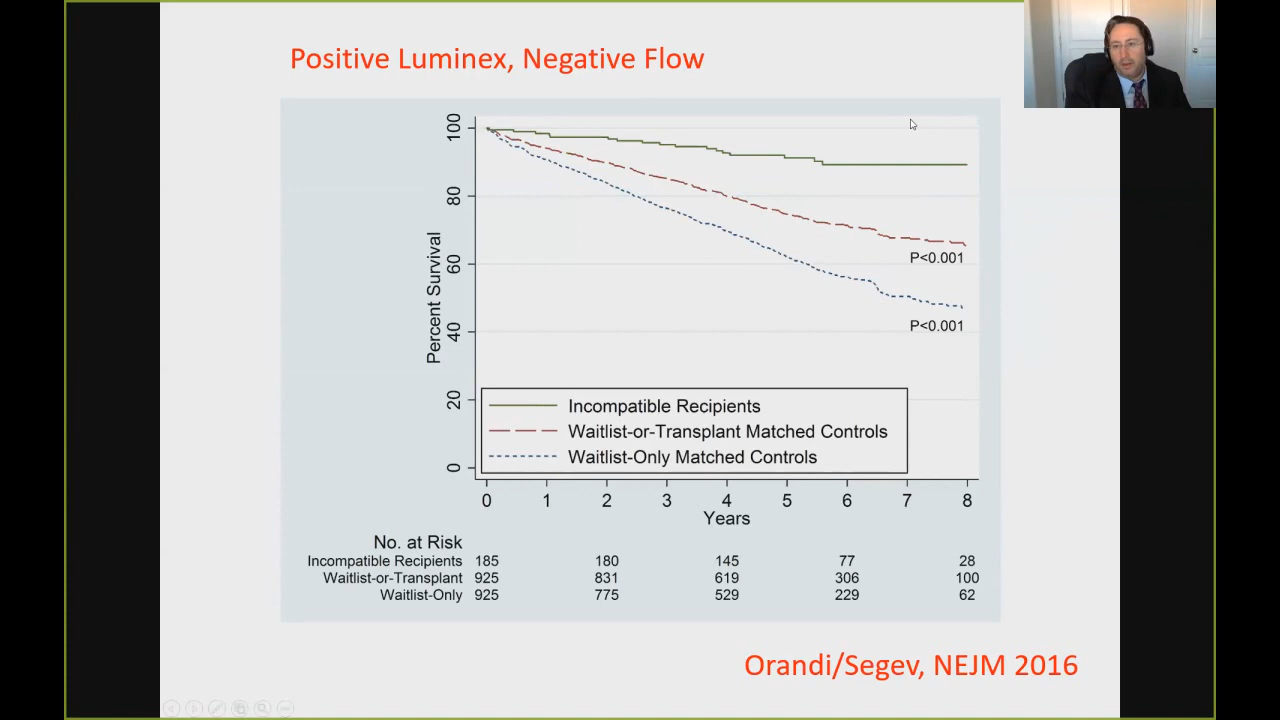 Positive Luminex, Negative Flow
100
80
60
40
20
0
Percent Survival
P<0.001
P<0.001
Incompatible Recipients
Waitlist-or-Transplant Matched Controls
Waitlist-Only Matched Controls
0 1 2 3 4 5 6 7 8
Years
No. at Risk
Incompatible Recipients 185 180 145 77 28
Waitlist-or-Transplant 925 831 619 306 100
Waitlist-Only 925 775 529 229 62
Orandi/Segev, NEJM 2016